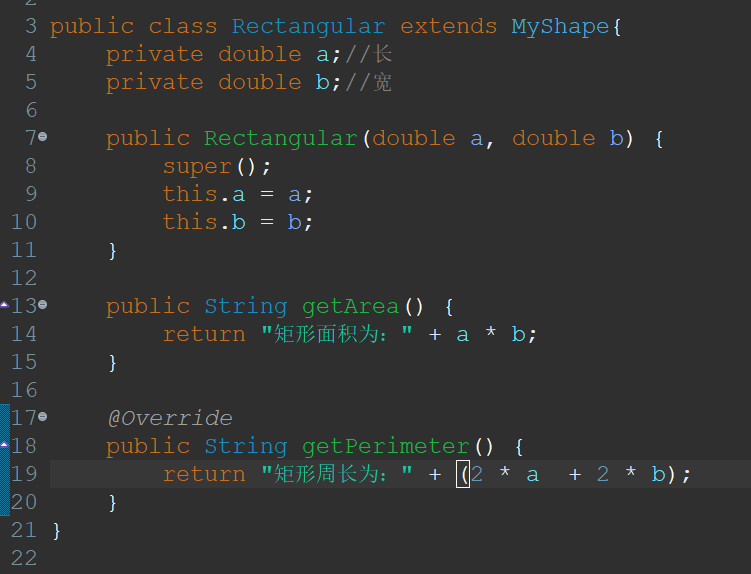 3 public class Rectangular extends MyShape{
4     private double a;//长
5     private double b;//宽
6
7     public Rectangular(double a, double b) {
8         super();
9         this.a = a;
10         this.b = b;
11     }
12
13     public String getArea() {
14         return "矩形面积为：" + a * b;
15     }
16
17     @Override
18     public String getPerimeter() {
19         return "矩形周长为：" + (2 * a  + 2 * b);
20     }
21 }
22